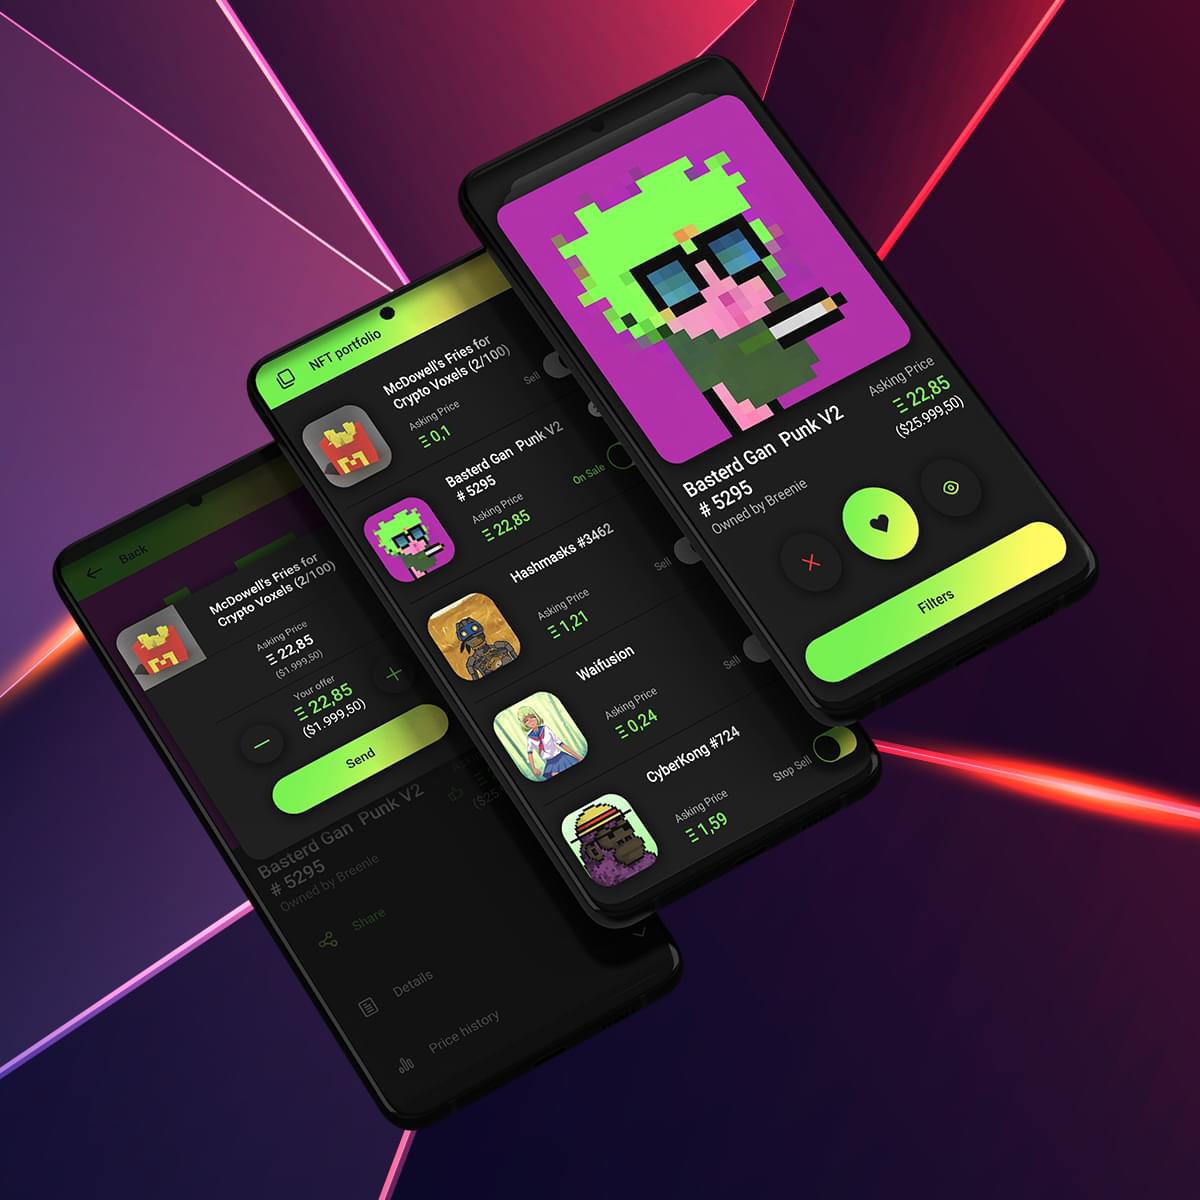 Back
McDowell's Fries for
Crypto Voxels (2/100)
Asking Price
Ξ 22,85
($1.999,50)
Your offer
Ξ 22,85
($1.999,50)
Send
Basterd Gan Punk V2
# 5295
Owned by Breenie
Share
Details
Price history
NFT portfolio
McDowell's Fries for
Crypto Voxels (2/100)
Asking Price
Ξ 0,1
Sell
Basterd Gan Punk V2
# 5295
Asking Price
Ξ 22,85
On Sale
Hashmasks #3462
Asking Price
Ξ 1,21
Sell
Waifusion
Asking Price
Ξ 0,24
Sell
CyberKong #724
Asking Price
Ξ 1,59
Stop Sell
Basterd Gan Punk V2
# 5295
Owned by Breenie
Asking Price
Ξ 22,85
($25.999,50)
Filters